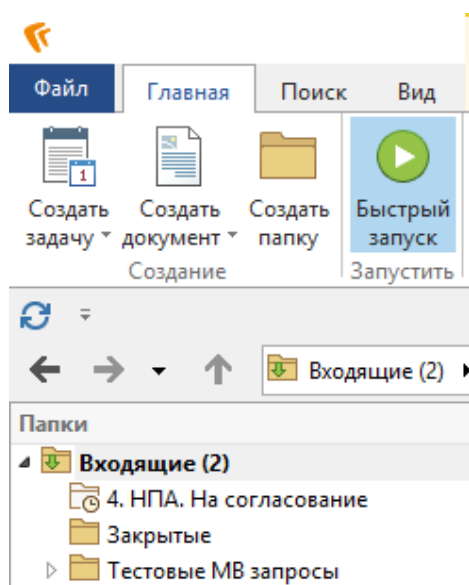 Файл Главная Поиск Вид
1
Создать Создать Создать Быстрый
задачу документ папку запуск
Создание Запустить
Входящие (2)
Папки
Входящие (2)
4. НПА. На согласование
Закрытые
Тестовые МВ запросы